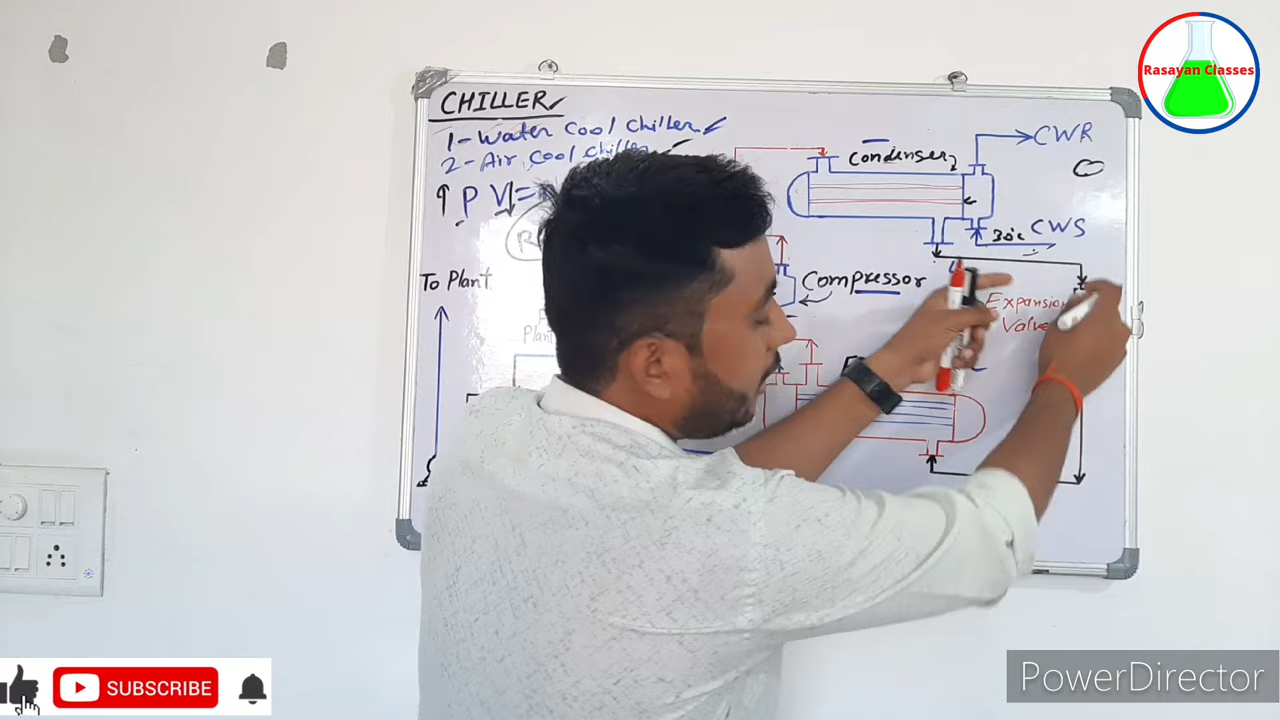 Rasayan Classes
CHILLER
1- Water Cool Chiller
2- Air Cool Chiller
↑ P V↓ =
R
To Plant
Plant
Condenser
CWR
CWS
30°c
Compressor
Expansion
Valve
SUBSCRIBE
PowerDirector